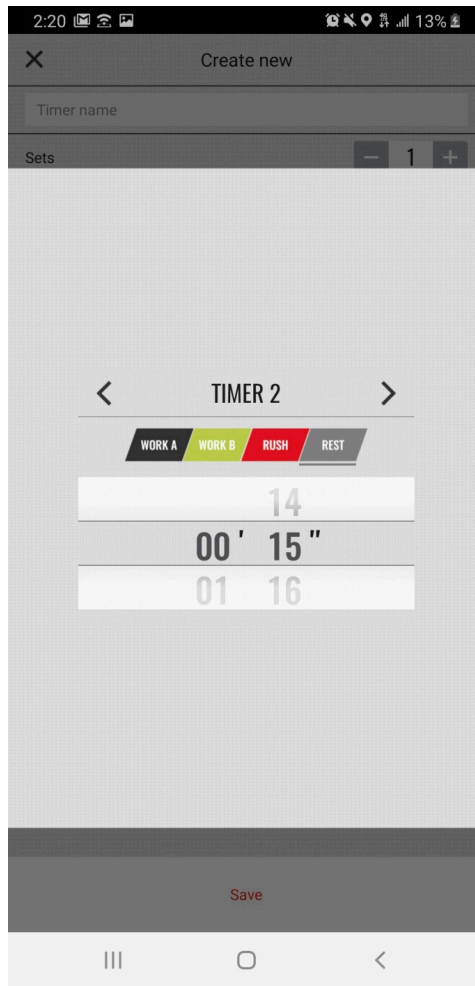 2:20 13%
Create new
Timer name
Sets 1
TIMER 2
WORK A WORK B RUSH REST
14
00 ' 15 "
01 16
Save